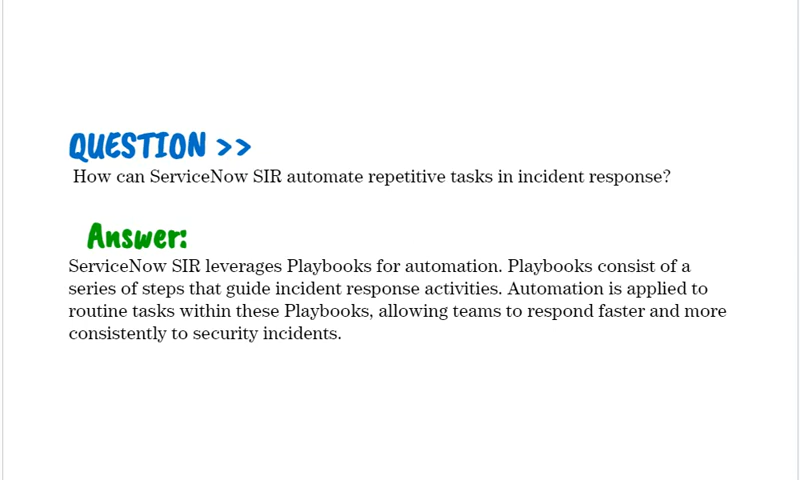 QUESTION >>
How can ServiceNow SIR automate repetitive tasks in incident response?
Answer:
ServiceNow SIR leverages Playbooks for automation. Playbooks consist of a
series of steps that guide incident response activities. Automation is applied to
routine tasks within these Playbooks, allowing teams to respond faster and more
consistently to security incidents.